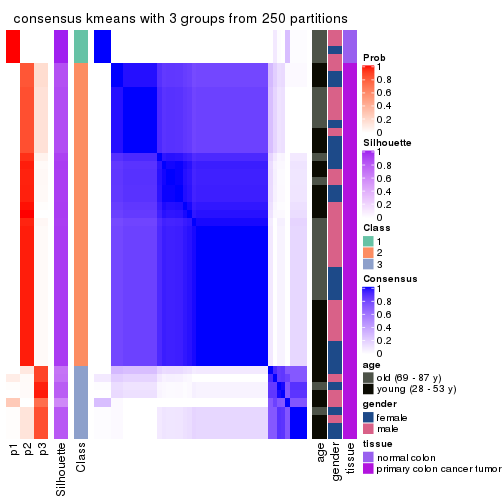 consensus kmeans with 3 groups from 250 partitions
Prob
1
0.8
0.6
0.4
0.2
0
Silhouette
1
0.8
0.6
0.4
0.2
0
Class
1
2
3
Consensus
1
0.8
0.6
0.4
0.2
0
age
old (69 - 87 y)
young (28 - 53 y)
gender
female
male
tissue
normal colon
primary colon cancer tumor
p1
p2
p3
Silhouette
Class
age
gender
tissue